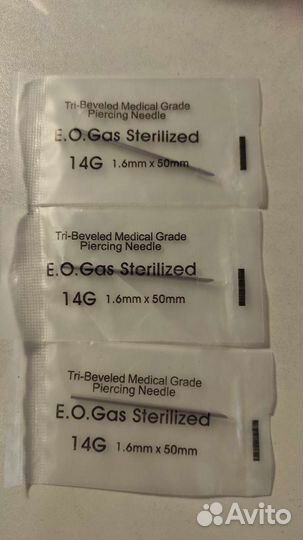 Tri-Beveled Medical Grade
Piercing Needle
E.O.Gas Sterilized
14G 1.6mm x 50mm
Tri-Beveled Medical Grade
Piercing Needle
E.O.Gas Sterilized
14G 1.6mm x 50mm
Tri-Beveled Medical Grade
Piercing Needle
E.O.Gas Sterilized
14G 1.6mm x 50mm
Avito